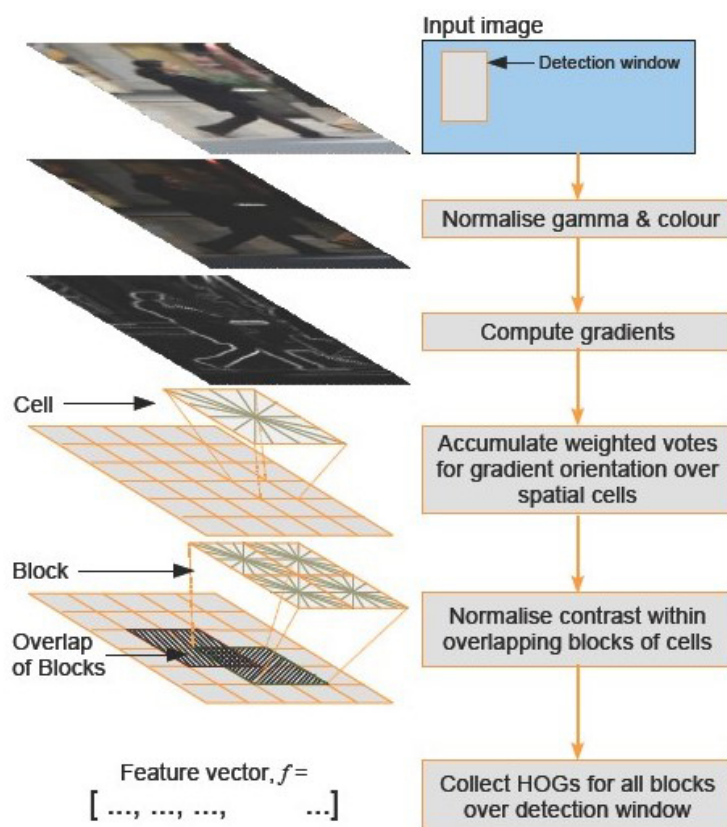 Input image
Detection window
Normalise gamma & colour
Compute gradients
Cell
Accumulate weighted votes
for gradient orientation over
spatial cells
Block
Overlap
of Blocks
Normalise contrast within
overlapping blocks of cells
Feature vector, f =
[ ..., ..., ..., ...]
Collect HOGs for all blocks
over detection window